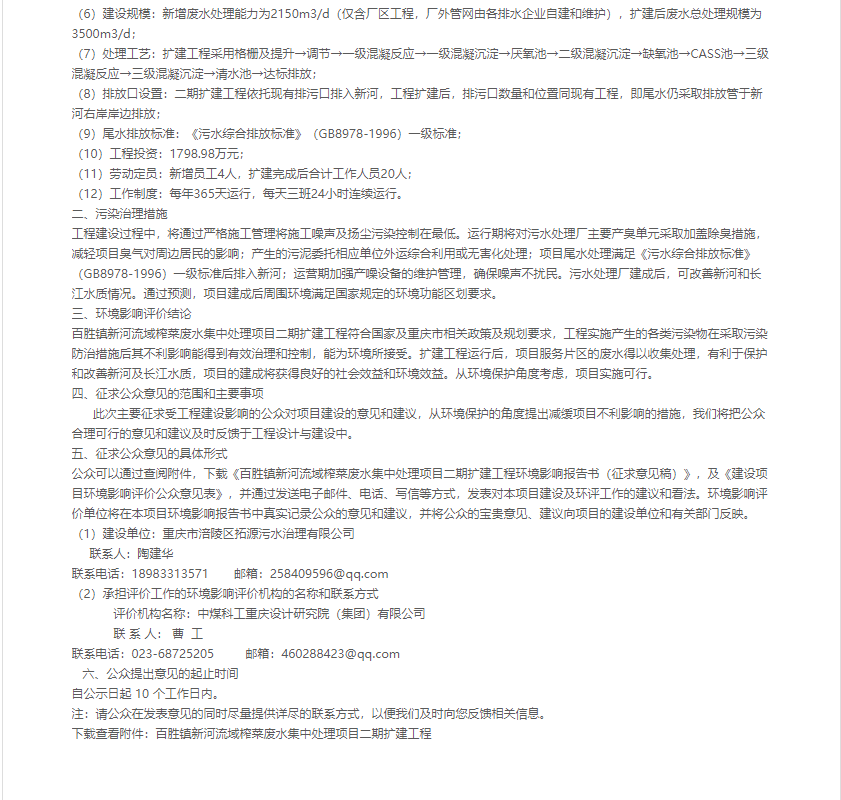 （6）建设规模：新增废水处理能力为2150m3/d（仅含厂区工程，厂外管网由各排水企业自建和维护），扩建后废水总处理规模为
3500m3/d；
（7）处理工艺：扩建工程采用格栅及提升→调节→一级混凝反应→一级混凝沉淀→厌氧池→二级混凝沉淀→缺氧池→CASS池→三级
混凝反应→三级混凝沉淀→清水池→达标排放；
（8）排放口设置：二期扩建工程依托现有排污口排入新河，工程扩建后，排污口数量和位置同现有工程，即尾水仍采取排放管于新
河右岸岸边排放；
（9）尾水排放标准：《污水综合排放标准》（GB8978-1996）一级标准；
（10）工程投资：1798.98万元；
（11）劳动定员：新增员工4人，扩建完成后合计工作人员20人；
（12）工作制度：每年365天运行，每天三班24小时连续运行。
二、污染治理措施
工程建设过程中，将通过严格施工管理将施工噪声及扬尘污染控制在最低。运行期将对污水处理厂主要产臭单元采取加盖除臭措施，
减轻项目臭气对周边居民的影响；产生的污泥委托相应单位外运综合利用或无害化处理；项目尾水处理满足《污水综合排放标准》
（GB8978-1996）一级标准后排入新河；运营期加强产噪设备的维护管理，确保噪声不扰民。污水处理厂建成后，可改善新河和长
江水质情况。通过预测，项目建成后周围环境满足国家规定的环境功能区划要求。
三、环境影响评价结论
百胜镇新河流域榨菜废水集中处理项目二期扩建工程符合国家及重庆市相关政策及规划要求，工程实施产生的各类污染物在采取污染
防治措施后其不利影响能得到有效治理和控制，能为环境所接受。扩建工程运行后，项目服务片区的废水得以收集处理，有利于保护
和改善新河及长江水质，项目的建成将获得良好的社会效益和环境效益。从环境保护角度考虑，项目实施可行。
四、征求公众意见的范围和主要事项
此次主要征求受工程建设影响的公众对项目建设的意见和建议，从环境保护的角度提出减缓项目不利影响的措施，我们将把公众
合理可行的意见和建议及时反馈于工程设计与建设中。
五、征求公众意见的具体形式
公众可以通过查阅附件，下载《百胜镇新河流域榨菜废水集中处理项目二期扩建工程环境影响报告书（征求意见稿）》，及《建设项
目环境影响评价公众意见表》，并通过发送电子邮件、电话、写信等方式，发表对本项目建设及环评工作的建议和看法。环境影响评
价单位将在本项目环境影响报告书中真实记录公众的意见和建议，并将公众的宝贵意见、建议向项目的建设单位和有关部门反映。
（1）建设单位：重庆市涪陵区拓源污水治理有限公司
联系人：陶建华
联系电话：18983313571 邮箱：258409596@qq.com
（2）承担评价工作的环境影响评价机构的名称和联系方式
评价机构名称：中煤科工重庆设计研究院（集团）有限公司
联 系 人： 曹 工
联系电话：023-68725205 邮箱：460288423@qq.com
六、公众提出意见的起止时间
自公示日起 10 个工作日内。
注：请公众在发表意见的同时尽量提供详尽的联系方式，以便我们及时向您反馈相关信息。
下载查看附件：百胜镇新河流域榨菜废水集中处理项目二期扩建工程